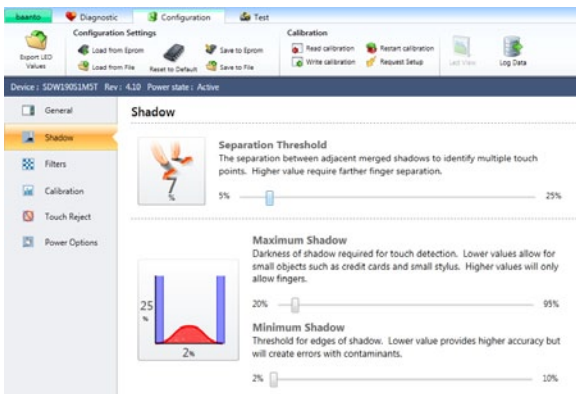 baanto Diagnostic Configuration Test
Configuration Settings
Calibration
Export LED Values
Load from Eprom
Load from File
Reset to Default
Save to Eprom
Save to File
Read calibration
Write calibration
Restart calibration
Request Setup
Last View
Log Data
Device : SDW190S1M5T Rev : 4.10 Power state : Active
General
Shadow
Filters
Calibration
Touch Reject
Power Options
Shadow
Separation Threshold
The separation between adjacent merged shadows to identify multiple touch
points. Higher value require farther finger separation.
7
%
5% 25%
Maximum Shadow
Darkness of shadow required for touch detection. Lower values allow for
small objects such as credit cards and small stylus. Higher values will only
allow fingers.
25
%
2%
20% 95%
Minimum Shadow
Threshold for edges of shadow. Lower value provides higher accuracy but
will create errors with contaminants.
2% 10%